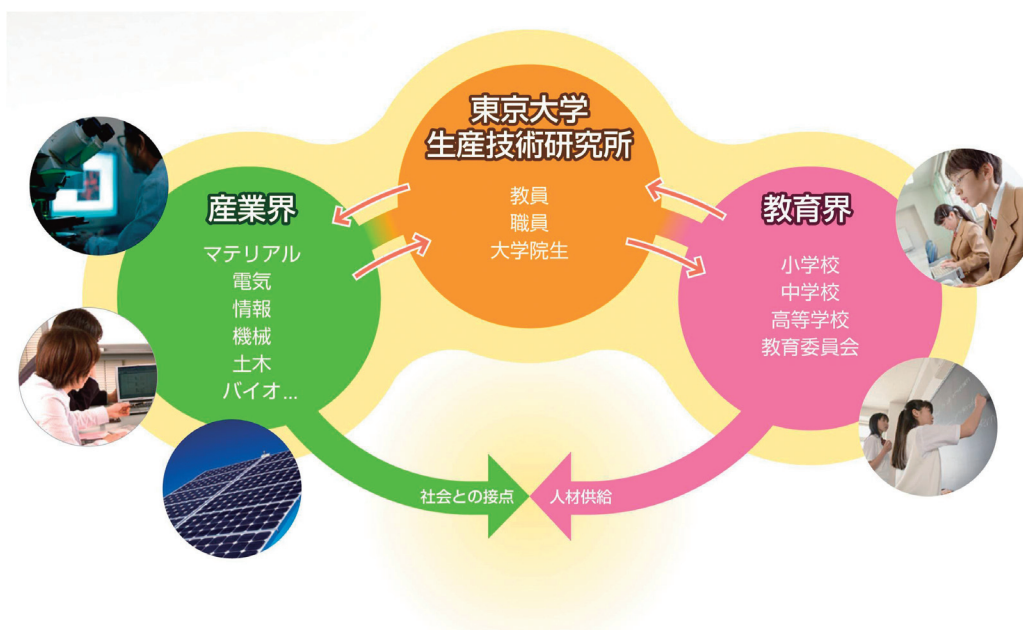 東京大学
生産技術研究所
教員
職員
大学院生
産業界
マテリアル
電気
情報
機械
土木
バイオ...
教育界
小学校
中学校
高等学校
教育委員会
社会との接点
人材供給